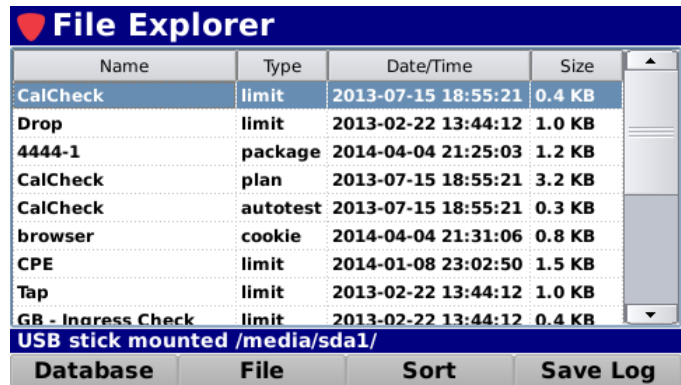 File Explorer
Name Type Date/Time Size
CalCheck limit 2013-07-15 18:55:21 0.4 KB
Drop limit 2013-02-22 13:44:12 1.0 KB
4444-1 package 2014-04-04 21:25:03 1.2 KB
CalCheck plan 2013-07-15 18:55:21 3.2 KB
CalCheck autotest 2013-07-15 18:55:21 0.3 KB
browser cookie 2014-04-04 21:31:06 0.8 KB
CPE limit 2014-01-08 23:02:50 1.5 KB
Tap limit 2013-02-22 13:44:12 1.0 KB
GB - Ingress Check limit 2013-02-22 13:44:12 0.4 KB
USB stick mounted /media/sda1/
Database File Sort Save Log